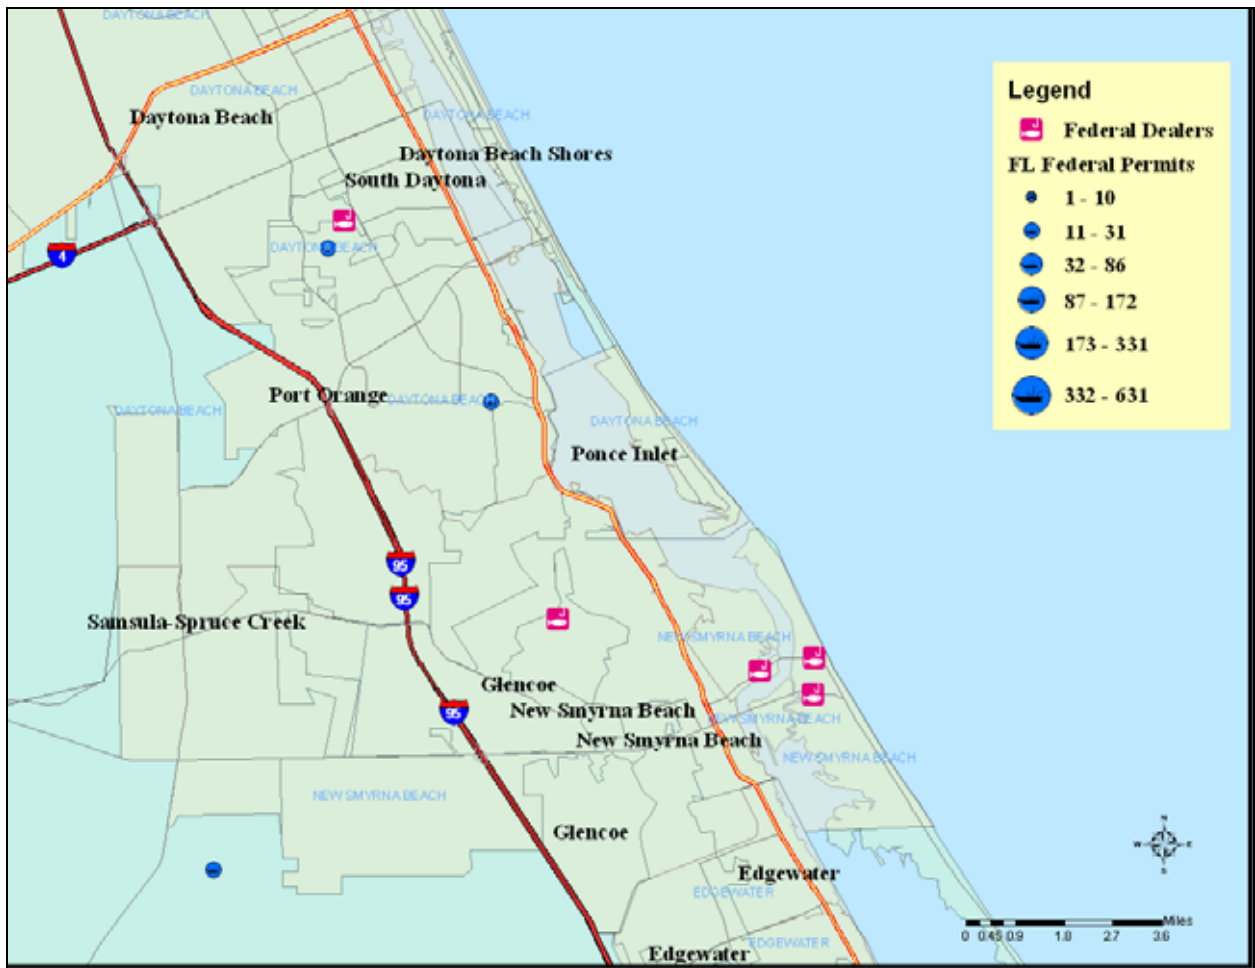 DAYTONA BEACH
DAYTONA BEACH
Daytona Beach
DAYTONA BEACH
Daytona Beach Shores
South Daytona
DAYTONA BEACH
4
Port Orange
DAYTONA BEACH
DAYTONA BEACH
DAYTONA BEACH
Ponce Inlet
95
95
Samsula-Spruce Creek
NEW SMYRNA BEACH
Glencoe
95
New Smyrna Beach
NEW SMYRNA BEACH
New Smyrna Beach
NEW SMYRNA BEACH
NEW SMYRNA BEACH
Glencoe
Edgewater
EDGEWATER
EDGEWATER
Edgewater
Legend
Federal Dealers
FL Federal Permits
1 - 10
11 - 31
32 - 86
87 - 172
173 - 331
332 - 631
N
W E
S
Miles
0 0.45 0.9 1.8 2.7 3.6